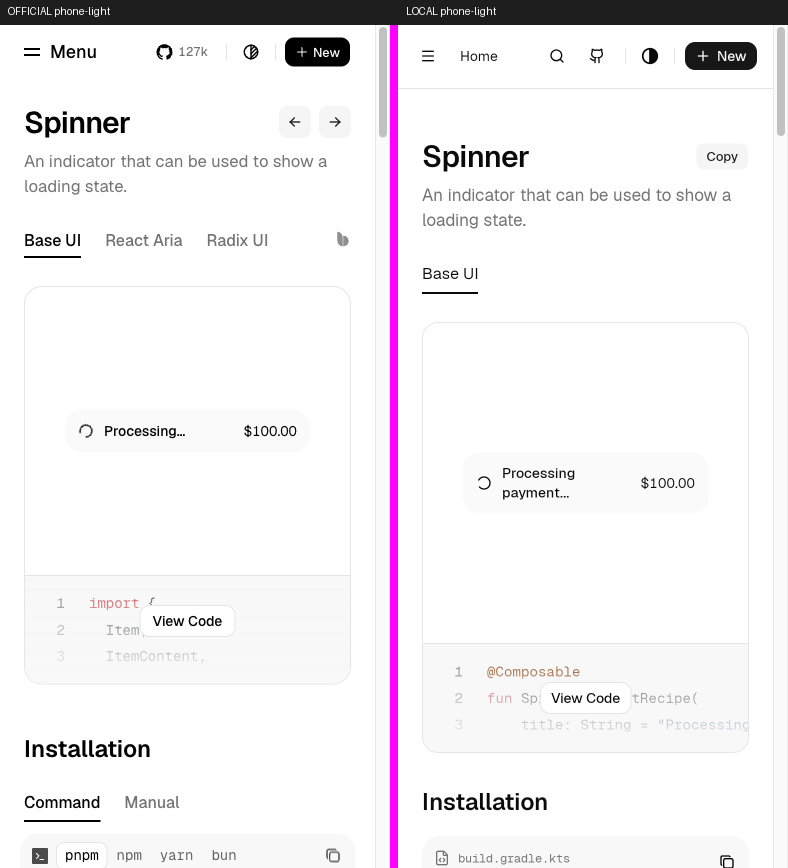 OFFICIAL phone-light
Menu
127k
New
Spinner
An indicator that can be used to show a
loading state.
Base UI
React Aria
Radix UI
Processing...
$100.00
1 import {
2 Item,
View Code
3 ItemContent,
Installation
Command
Manual
pnpm
npm
yarn
bun
LOCAL phone-light
Home
New
Spinner
Copy
An indicator that can be used to show a
loading state.
Base UI
Processing
payment...
$100.00
1 @Composable
2 fun Sp
tRecipe(
View Code
3 title: String = "Processing
Installation
build.gradle.kts